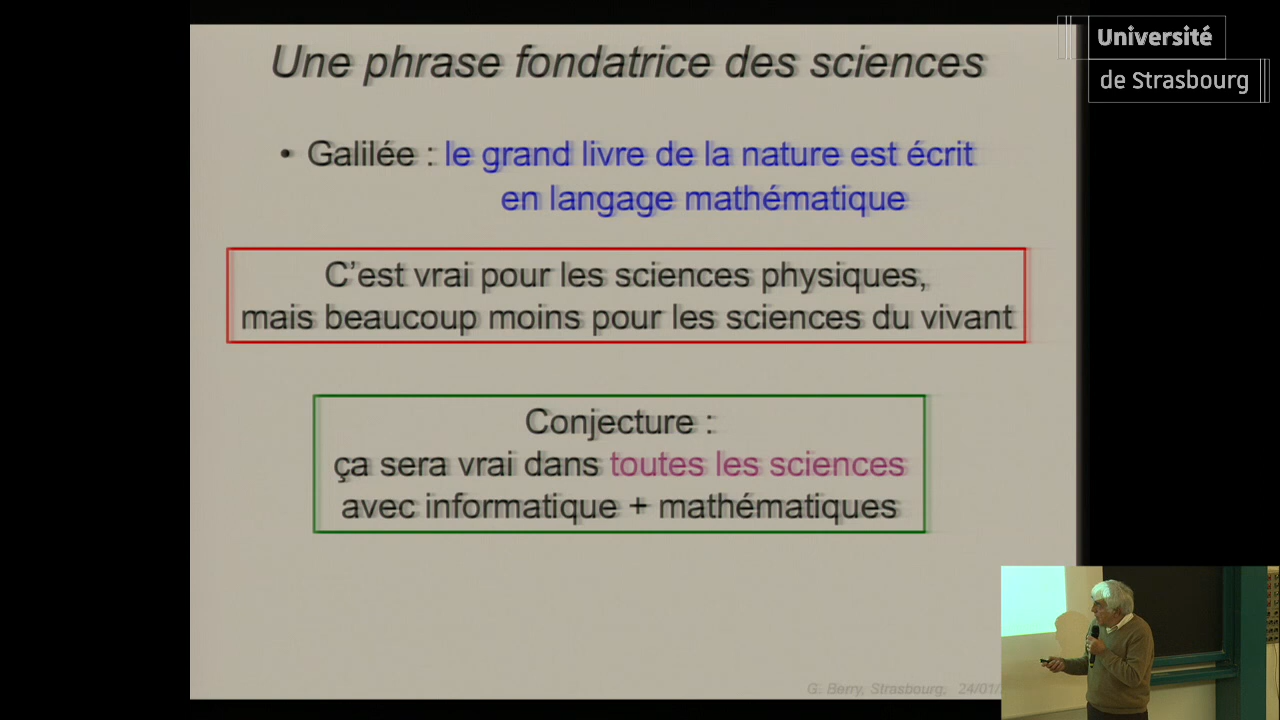 Université
de Strasbourg
Une phrase fondatrice des sciences
• Galilée : le grand livre de la nature est écrit
en langage mathématique
C'est vrai pour les sciences physiques,
mais beaucoup moins pour les sciences du vivant
Conjecture :
ça sera vrai dans toutes les sciences
avec informatique + mathématiques
G. Berry, Strasbourg, 24/01/